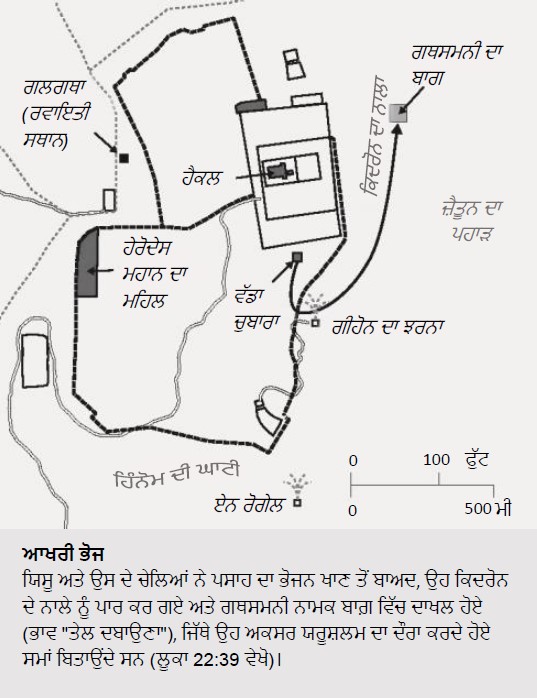 ਗਥਸਮਨੀ ਦਾ
ਬਾਗ
ਗਲਗਥਾ
(ਰਵਾਇਤੀ
ਸਥਾਨ)
ਕਿਦਰੋਨ ਦਾ ਨਾਲਾ
ਹੈਕਲ
ਜ਼ੈਤੂਨ ਦਾ
ਪਹਾੜ
ਹੇਰੋਦੇਸ
ਮਹਾਨ ਦਾ
ਮਹਿਲ
ਵੱਡਾ
ਚੁਬਾਰਾ
ਗੀਹੋਨ ਦਾ ਝਰਨਾ
ਹਿੰਨੋਮ ਦੀ ਘਾਟੀ
ਏਨ ਰੋਗੇਲ
0 100 ਫੁੱਟ
0 500 ਮੀ
ਆਖਰੀ ਭੋਜ
ਯਿਸੂ ਅਤੇ ਉਸ ਦੇ ਚੇਲਿਆਂ ਨੇ ਪਸਾਹ ਦਾ ਭੋਜਨ ਖਾਣ ਤੋਂ ਬਾਅਦ, ਉਹ ਕਿਦਰੋਨ
ਦੇ ਨਾਲੇ ਨੂੰ ਪਾਰ ਕਰ ਗਏ ਅਤੇ ਗਥਸਮਨੀ ਨਾਮਕ ਬਾਗ਼ ਵਿੱਚ ਦਾਖਲ ਹੋਏ
(ਭਾਵ "ਤੇਲ ਦਬਾਉਣਾ"), ਜਿੱਥੇ ਉਹ ਅਕਸਰ ਯਰੂਸ਼ਲਮ ਦਾ ਦੌਰਾ ਕਰਦੇ ਹੋਏ
ਸਮਾਂ ਬਿਤਾਉਂਦੇ ਸਨ (ਲੂਕਾ 22:39 ਵੇਖੋ)।